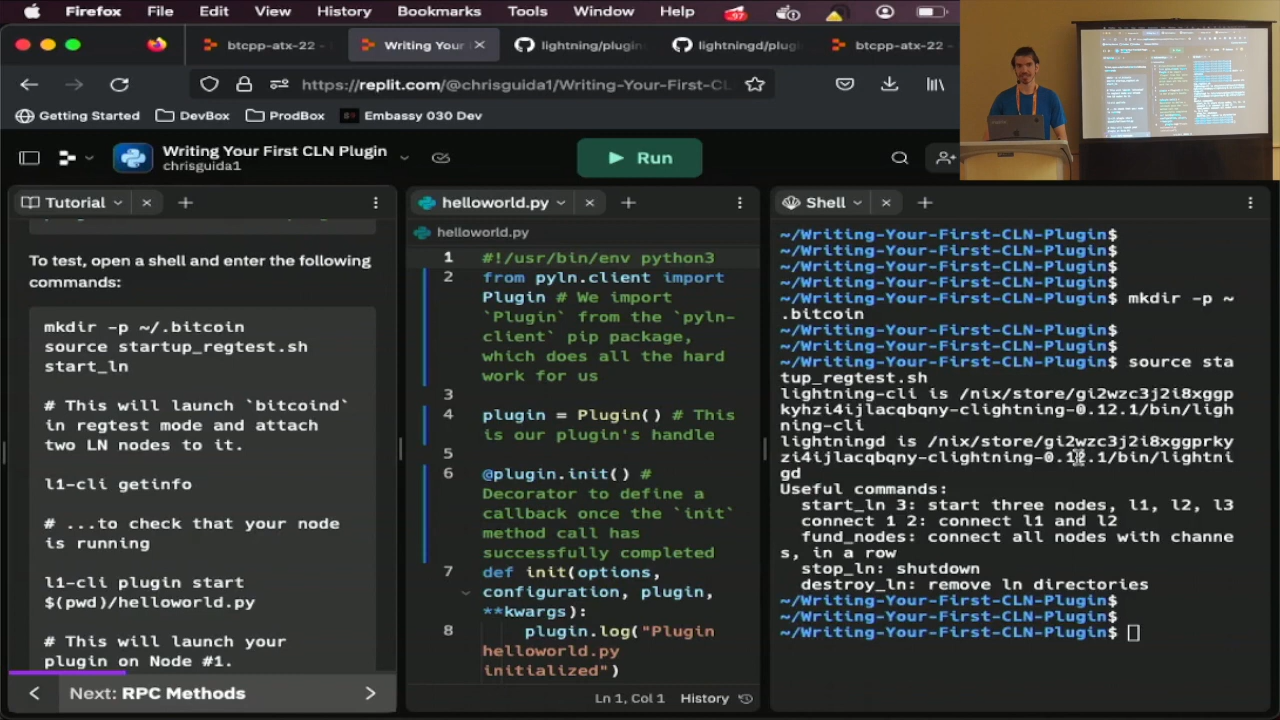 Firefox File Edit View History Bookmarks Tools Window Help
btcpp-atx-22 Writing Your lightning/plugin lightningd/plug btcpp-atx-22
https://replit.com/@chrisguida1/Writing-Your-First-CL
Getting Started DevBox ProdBox Embassy 030 Dev
Writing Your First CLN Plugin
chrisguida1
Run
Tutorial
To test, open a shell and enter the following
commands:
mkdir -p ~/.bitcoin
source startup_regtest.sh
start_ln
# This will launch `bitcoind`
in regtest mode and attach
two LN nodes to it.
l1-cli getinfo
# ...to check that your node
is running
l1-cli plugin start
$(pwd)/helloworld.py
# This will launch your
plugin on Node #1.
Next: RPC Methods
helloworld.py
helloworld.py
1 #!/usr/bin/env python3
2 from pyln.client import
Plugin # We import
`Plugin` from the `pyln-
client` pip package,
which does all the hard
work for us
3
4 plugin = Plugin() # This
is our plugin's handle
5
6 @plugin.init() #
Decorator to define a
callback once the `init`
method call has
successfully completed
7 def init(options,
configuration, plugin,
**kwargs):
8 plugin.log("Plugin
helloworld.py
initialized")
Ln 1, Col 1 History
Shell
~/Writing-Your-First-CLN-Plugin$
~/Writing-Your-First-CLN-Plugin$
~/Writing-Your-First-CLN-Plugin$
~/Writing-Your-First-CLN-Plugin$
~/Writing-Your-First-CLN-Plugin$ mkdir -p ~
.bitcoin
~/Writing-Your-First-CLN-Plugin$
~/Writing-Your-First-CLN-Plugin$
~/Writing-Your-First-CLN-Plugin$ source sta
tup_regtest.sh
lightning-cli is /nix/store/gi2wzc3j2i8xggp
kyhzi4ijlacqbqny-clightning-0.12.1/bin/ligh
ning-cli
lightningd is /nix/store/gi2wzc3j2i8xggprky
zi4ijlacqbqny-clightning-0.12.1/bin/lightni
gd
Useful commands:
start_ln 3: start three nodes, l1, l2, l3
connect 1 2: connect l1 and l2
fund_nodes: connect all nodes with channe
s, in a row
stop_ln: shutdown
destroy_ln: remove ln directories
~/Writing-Your-First-CLN-Plugin$
~/Writing-Your-First-CLN-Plugin$
~/Writing-Your-First-CLN-Plugin$